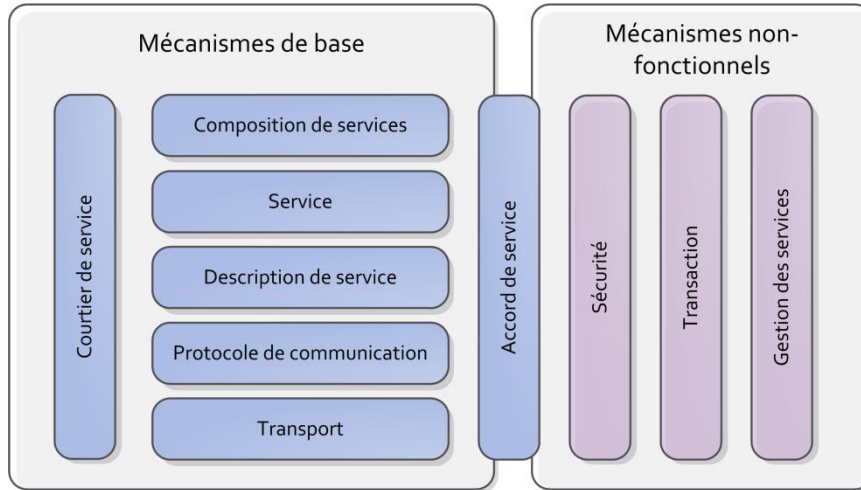 Mécanismes de base
Mécanismes non-
fonctionnels
Courtier de service
Composition de services
Service
Description de service
Protocole de communication
Transport
Accord de service
Sécurité
Transaction
Gestion des services